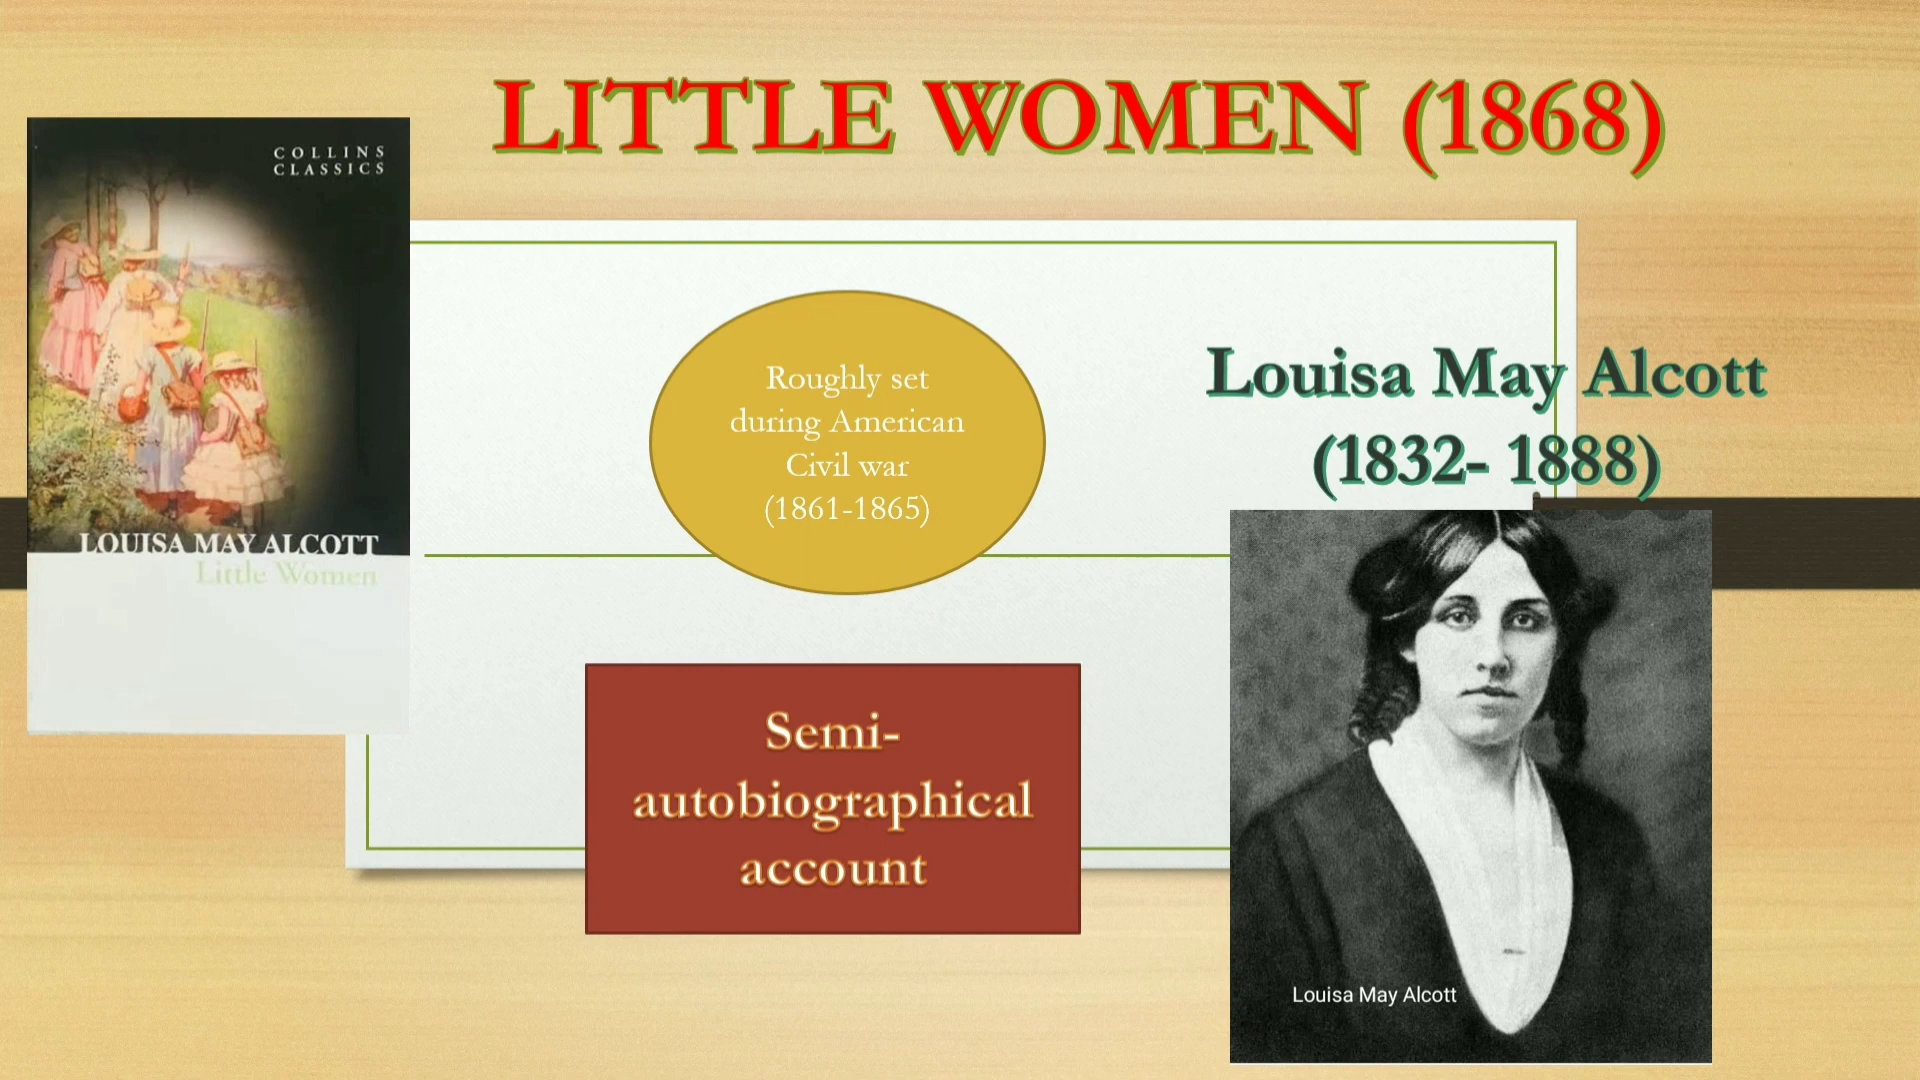 LITTLE WOMEN (1868)
COLLINS
CLASSICS
LOUISA MAY ALCOTT
Little Women
Roughly set
during American
Civil war
(1861-1865)
Semi-
autobiographical
account
Louisa May Alcott
(1832- 1888)
Louisa May Alcott